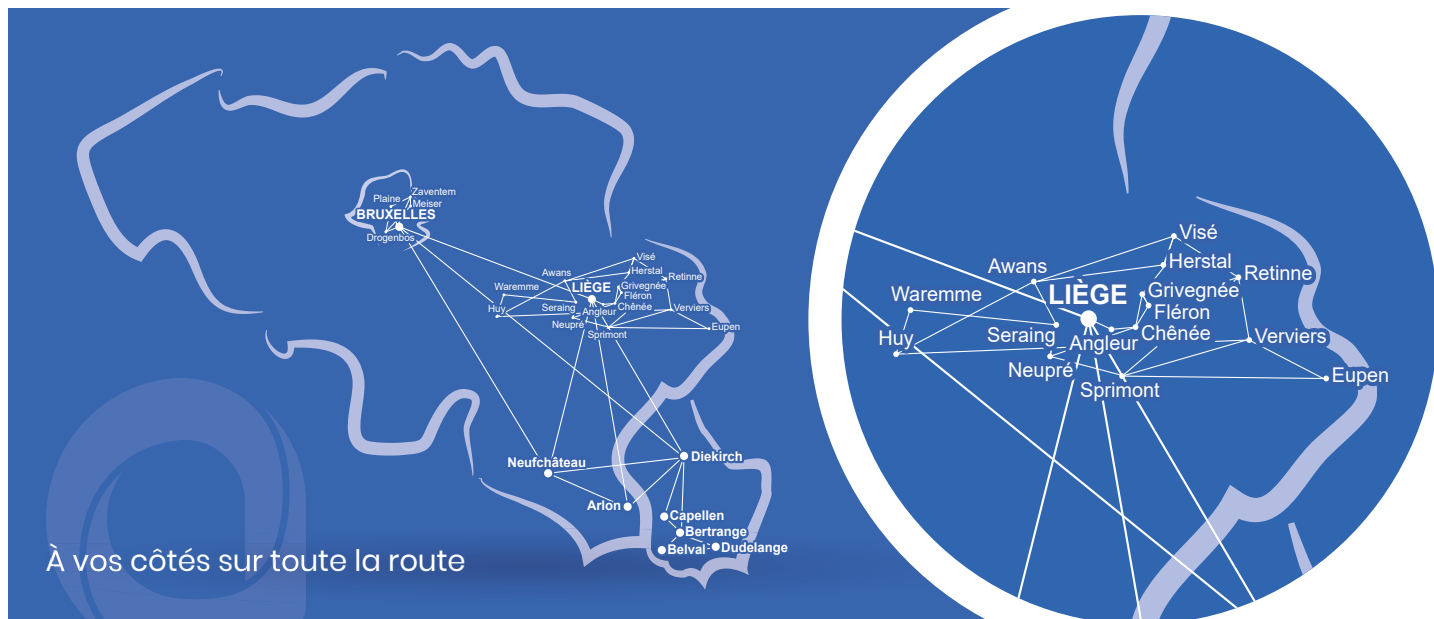 Zaventem
Plaine
Meiser
BRUXELLES
Drogenbos
Visé
Awans
Herstal
Retinne
Waremme
LIÈGE
Grivegnée
Fléron
Huy
Seraing
Angleur
Chênée
Verviers
Neupré
Sprimont
Eupen
Neufchâteau
Diekirch
Arlon
Capellen
Bertrange
Belval
Dudelange
À vos côtés sur toute la route
Visé
Awans
Herstal
Retinne
Waremme
LIÈGE
Grivegnée
Fléron
Huy
Seraing
Angleur
Chênée
Verviers
Neupré
Sprimont
Eupen